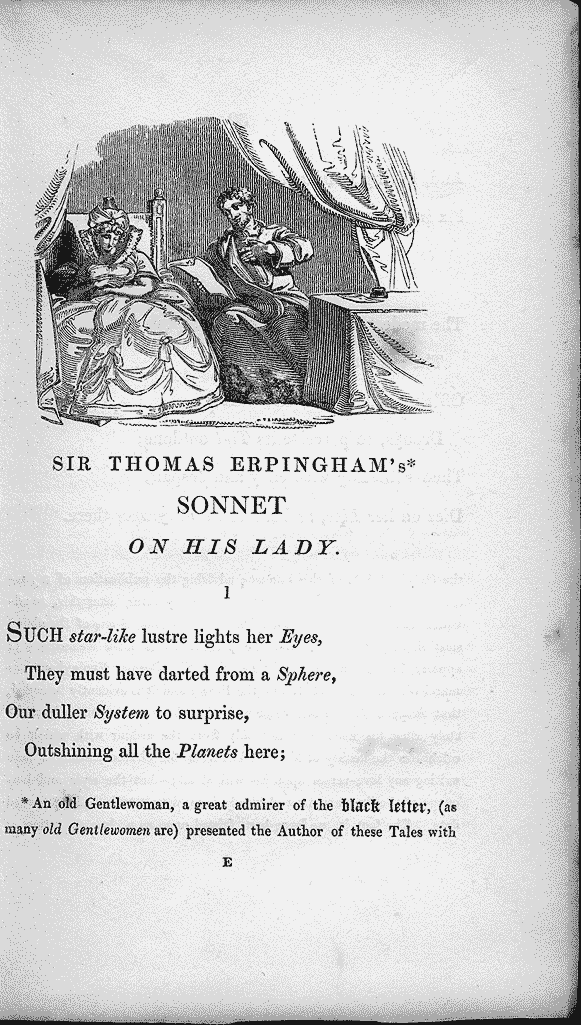 SIR THOMAS ERPINGHAM's*
SONNET
ON HIS LADY.
1
SUCH star-like lustre lights her Eyes,
They must have darted from a Sphere,
Our duller System to surprise,
Outshining all the Planets here;
* An old Gentlewoman, a great admirer of the black letter, (as
many old Gentlewomen are) presented the Author of these Tales with
E